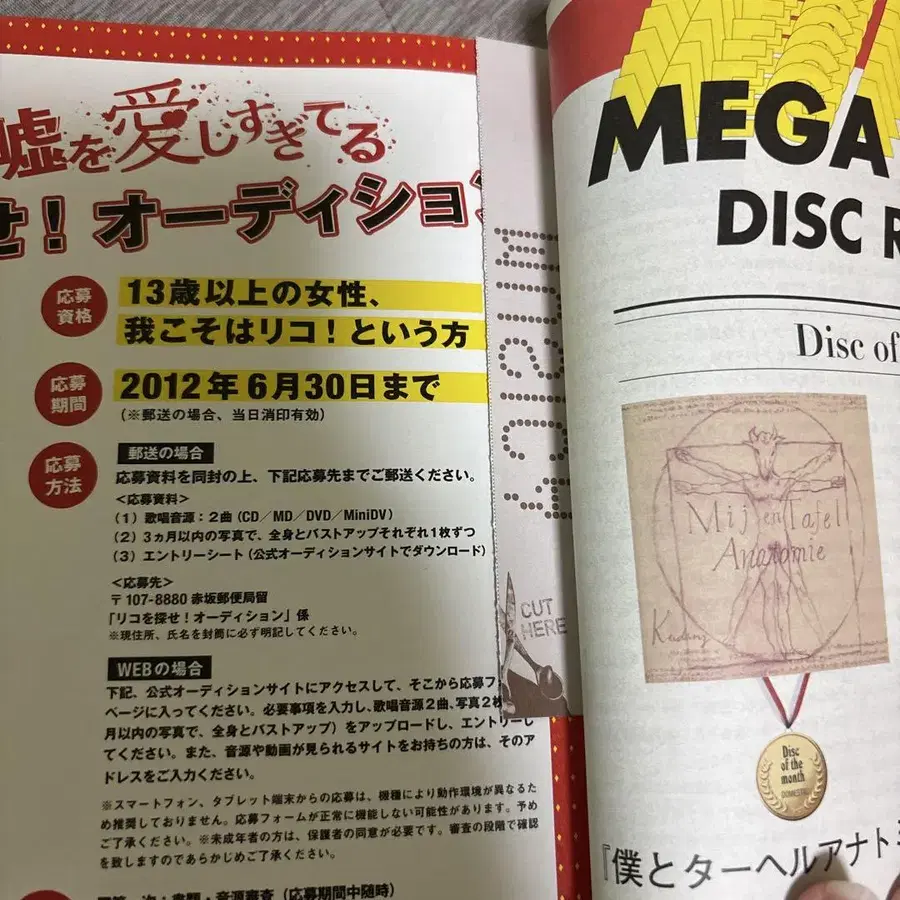 嘘を愛しすぎてる
せ！オーディション
応募資格
13歳以上の女性、
我こそはリコ！という方
応募期間
2012年6月30日まで
（※郵送の場合、当日消印有効）
応募方法
郵送の場合
応募資料を同封の上、下記応募先までご郵送ください。
＜応募資料＞
（1）歌唱音源：2曲（CD／MD／DVD／MiniDV）
（2）3ヵ月以内の写真で、全身とバストアップそれぞれ1枚ずつ
（3）エントリーシート（公式オーディションサイトでダウンロード）
＜応募先＞
〒107-8880 赤坂郵便局留
「リコを探せ！オーディション」係
※現住所、氏名を封筒に必ず明記してください。
WEBの場合
下記、公式オーディションサイトにアクセスして、そこから応募フ
ページに入ってください。必要事項を入力し、歌唱音源2曲、写真2枚
月以内の写真で、全身とバストアップ）をアップロードし、エントリーし
てください。また、音源や動画が見られるサイトをお持ちの方は、そのア
ドレスをご入力ください。
※スマートフォン、タブレット端末からの応募は、機種により動作環境が異なるた
め推奨しておりません。応募フォームが正常に機能しない可能性があります。予め
ご了承ください。※未成年者の方は、保護者の同意が必要です。審査の段階で確認
を致しますのであらかじめご了承ください。
音源審査（応募期間中随時）
CUT
HERE
MEGA
DISC R
Disc of
Mij en Tafel
Anatomie
Disc
of the
month
DOMESTIC
『僕とターヘルアナト